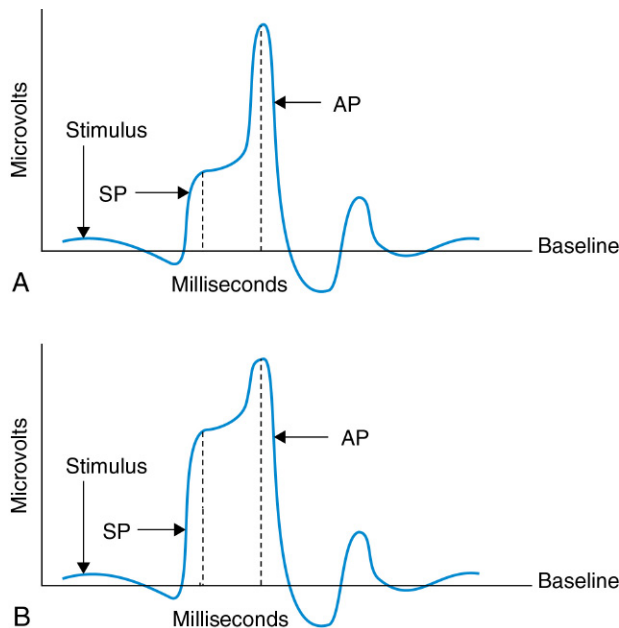 Microvolts
Stimulus
AP
SP
Baseline
A
Milliseconds
Microvolts
Stimulus
AP
SP
Baseline
B
Milliseconds